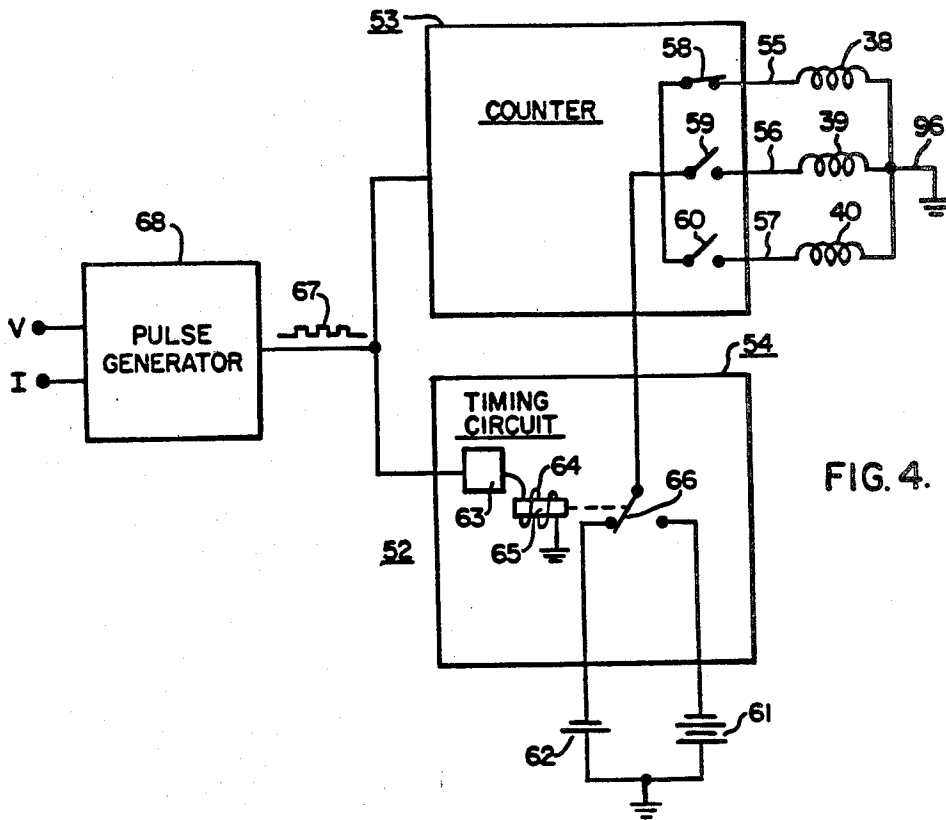 53
58
55
38
COUNTER
59
56
39
96
68
60
57
40
67
V
PULSE
GENERATOR
I
54
TIMING
CIRCUIT
64
66
FIG. 4.
63
65
52
61
62